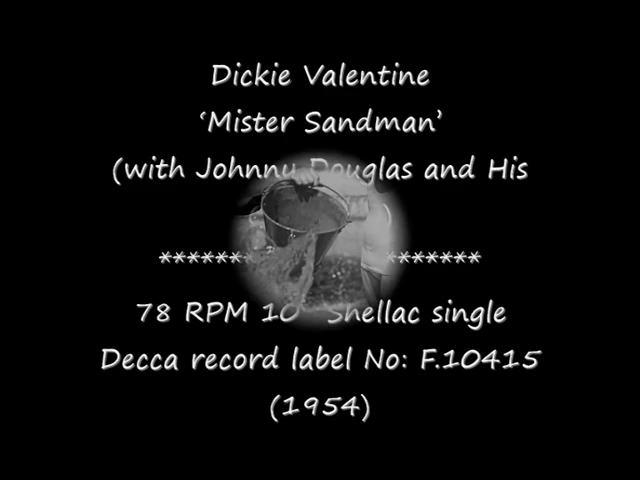 Dickie Valentine
‘Mister Sandman’
(with Johnny Douglas and His
******* *******
78 RPM 10" Shellac single
Decca record label No: F.10415
(1954)